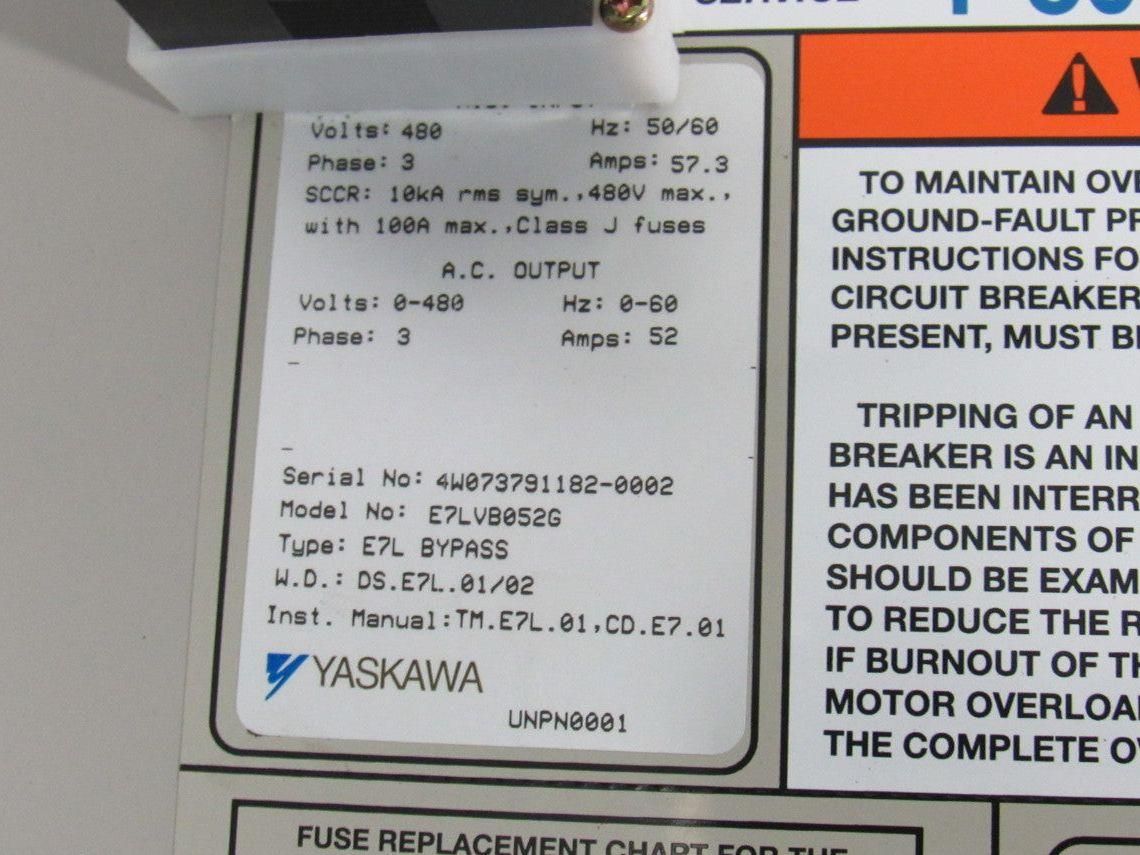 Volts: 480 Hz: 50/60
Phase: 3 Amps: 57.3
SCCR: 10kA rms sym.,480V max.,
with 100A max.,Class J fuses
A.C. OUTPUT
Volts: 0-480 Hz: 0-60
Phase: 3 Amps: 52
Serial No: 4W073791182-0002
Model No: E7LVB052G
Type: E7L BYPASS
W.D.: DS.E7L.01/02
Inst. Manual:TM.E7L.01,CD.E7.01
YASKAWA
UNPN0001
TO MAINTAIN
GROUND-FAULT
INSTRUCTIONS
CIRCUIT BREAKER
PRESENT, MUST
TRIPPING OF AN
BREAKER IS AN
HAS BEEN
COMPONENTS OF
SHOULD BE
TO REDUCE THE
IF BURNOUT OF
MOTOR
THE COMPLETE
FUSE REPLACEMENT CHART FOR THE